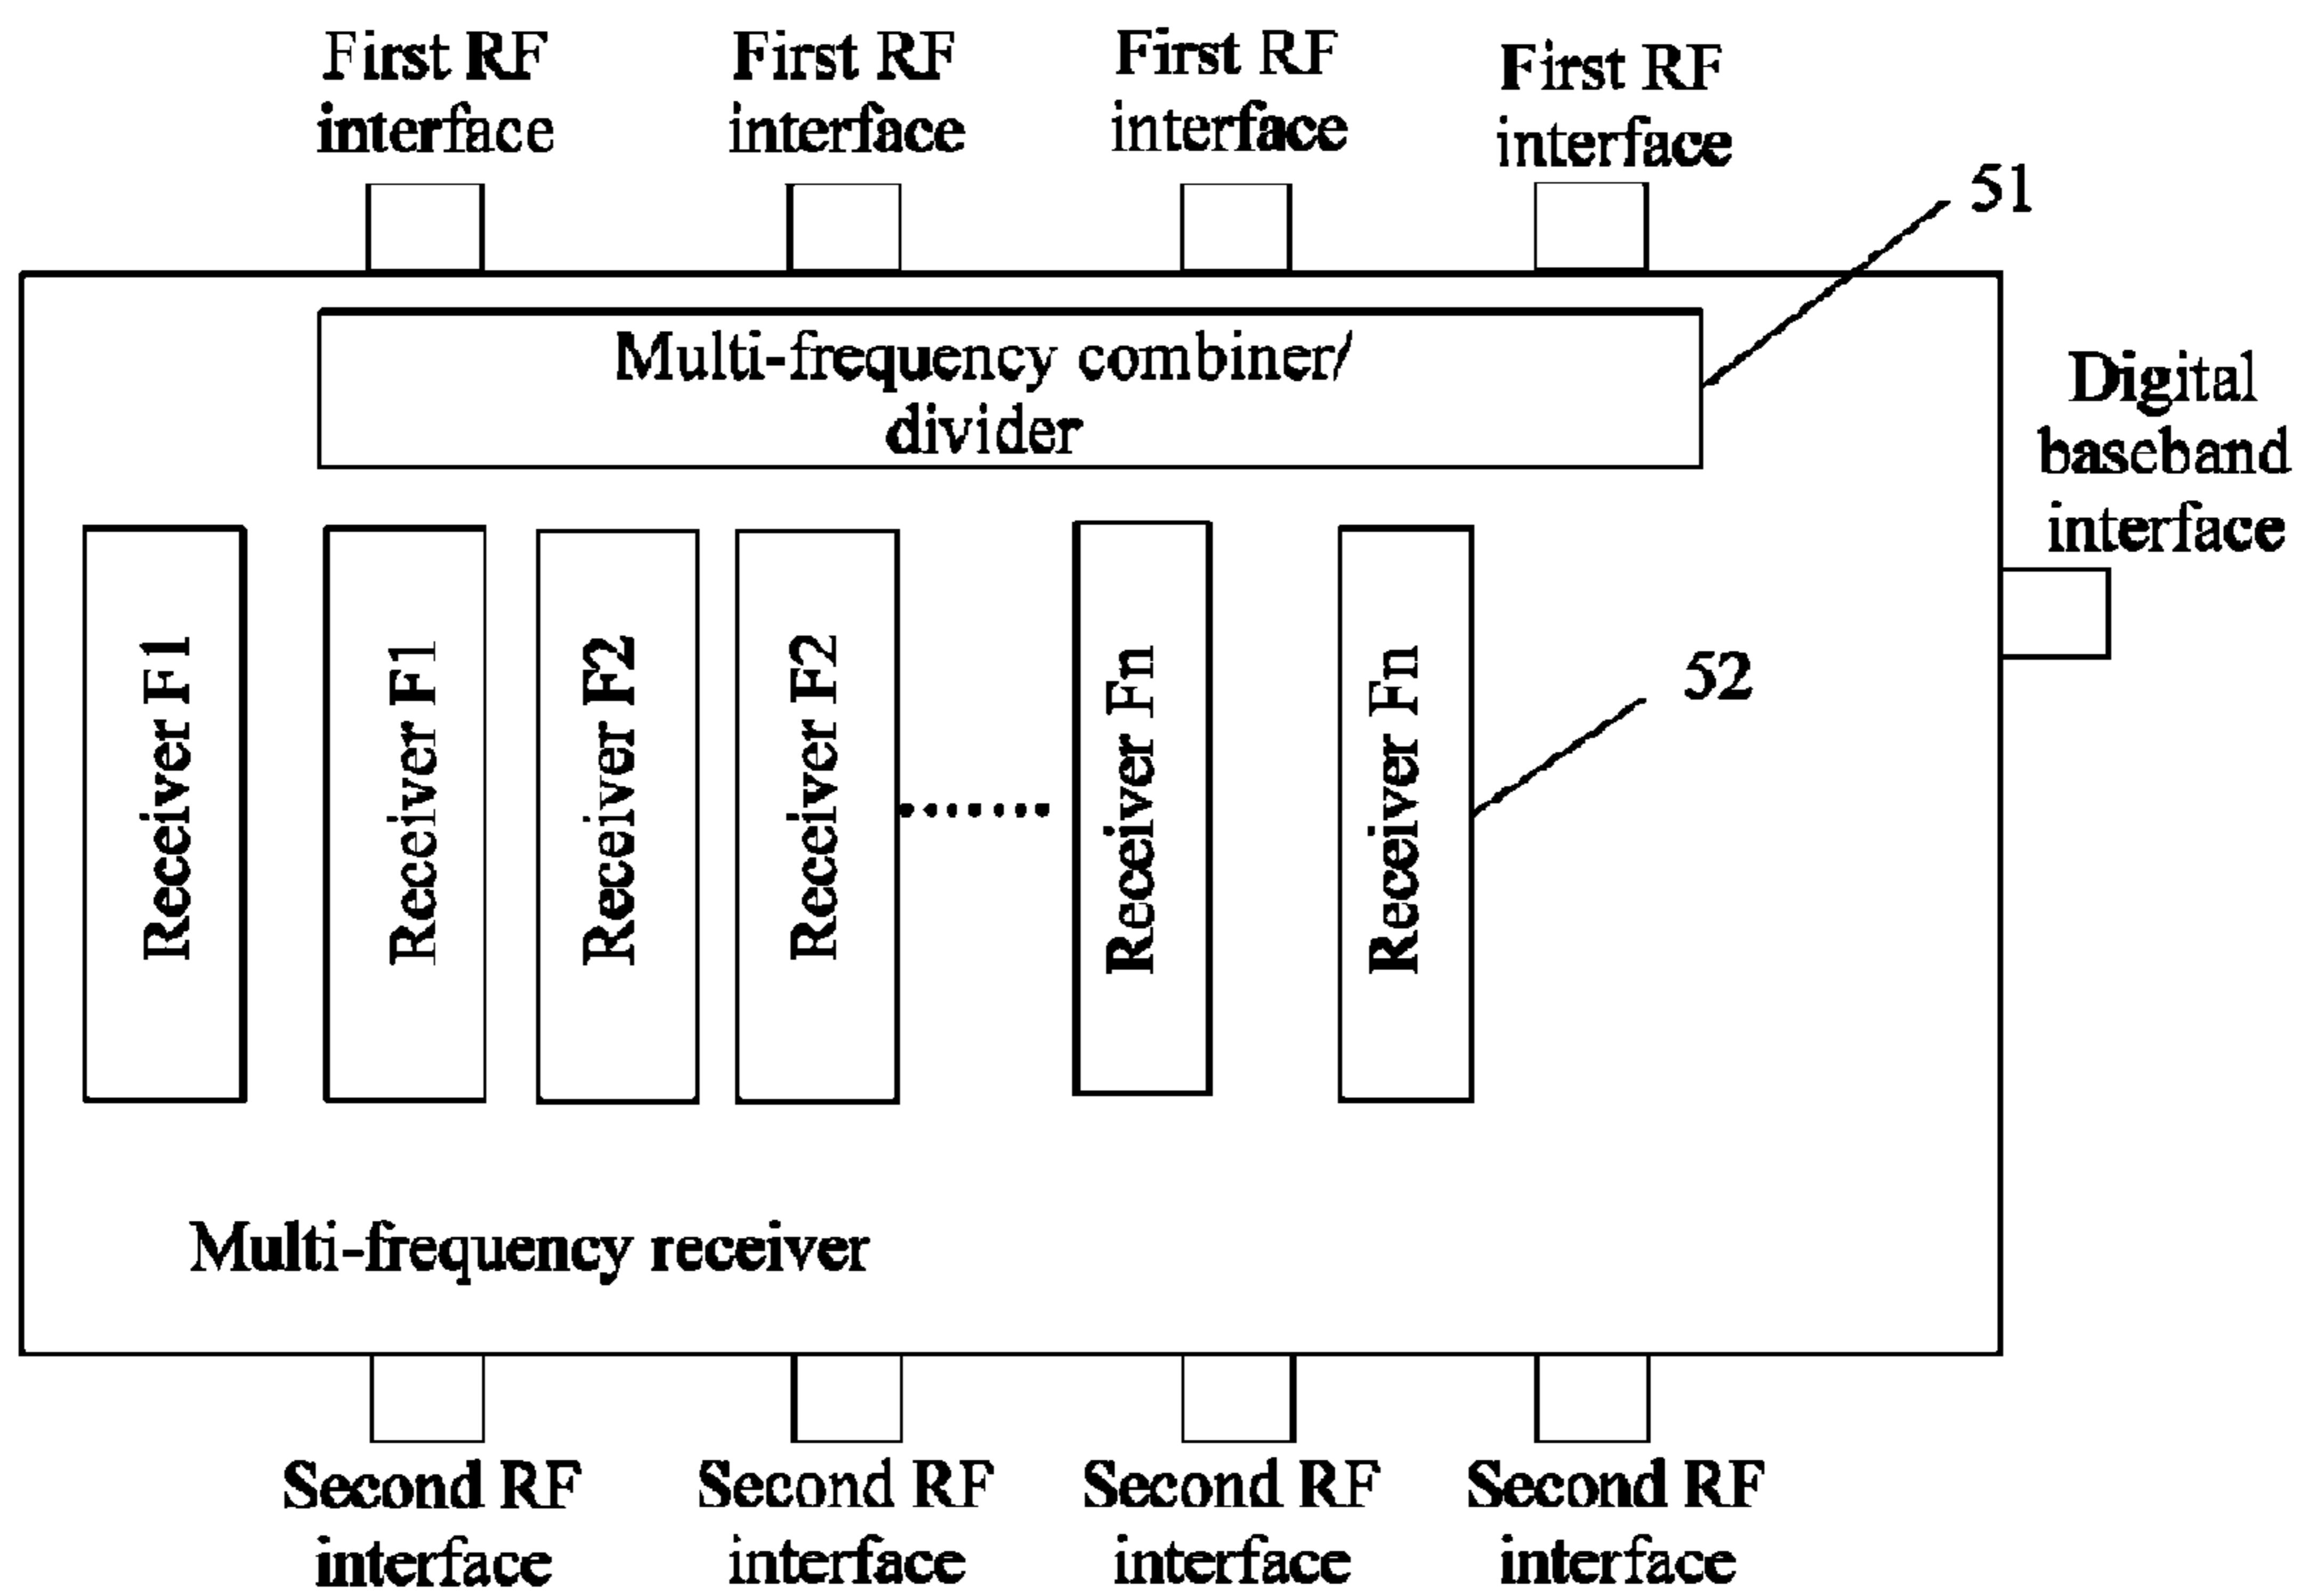 First RF
interface
First RF
interface
First RF
interface
First RF
interface
51
Multi-frequency combiner/
divider
Digital
baseband
interface
Receiver F1
Receiver F1
Receiver F2
Receiver F2
.......
Receiver Fn
Receiver Fn
52
Multi-frequency receiver
Second RF
interface
Second RF
interface
Second RF
interface
Second RF
interface